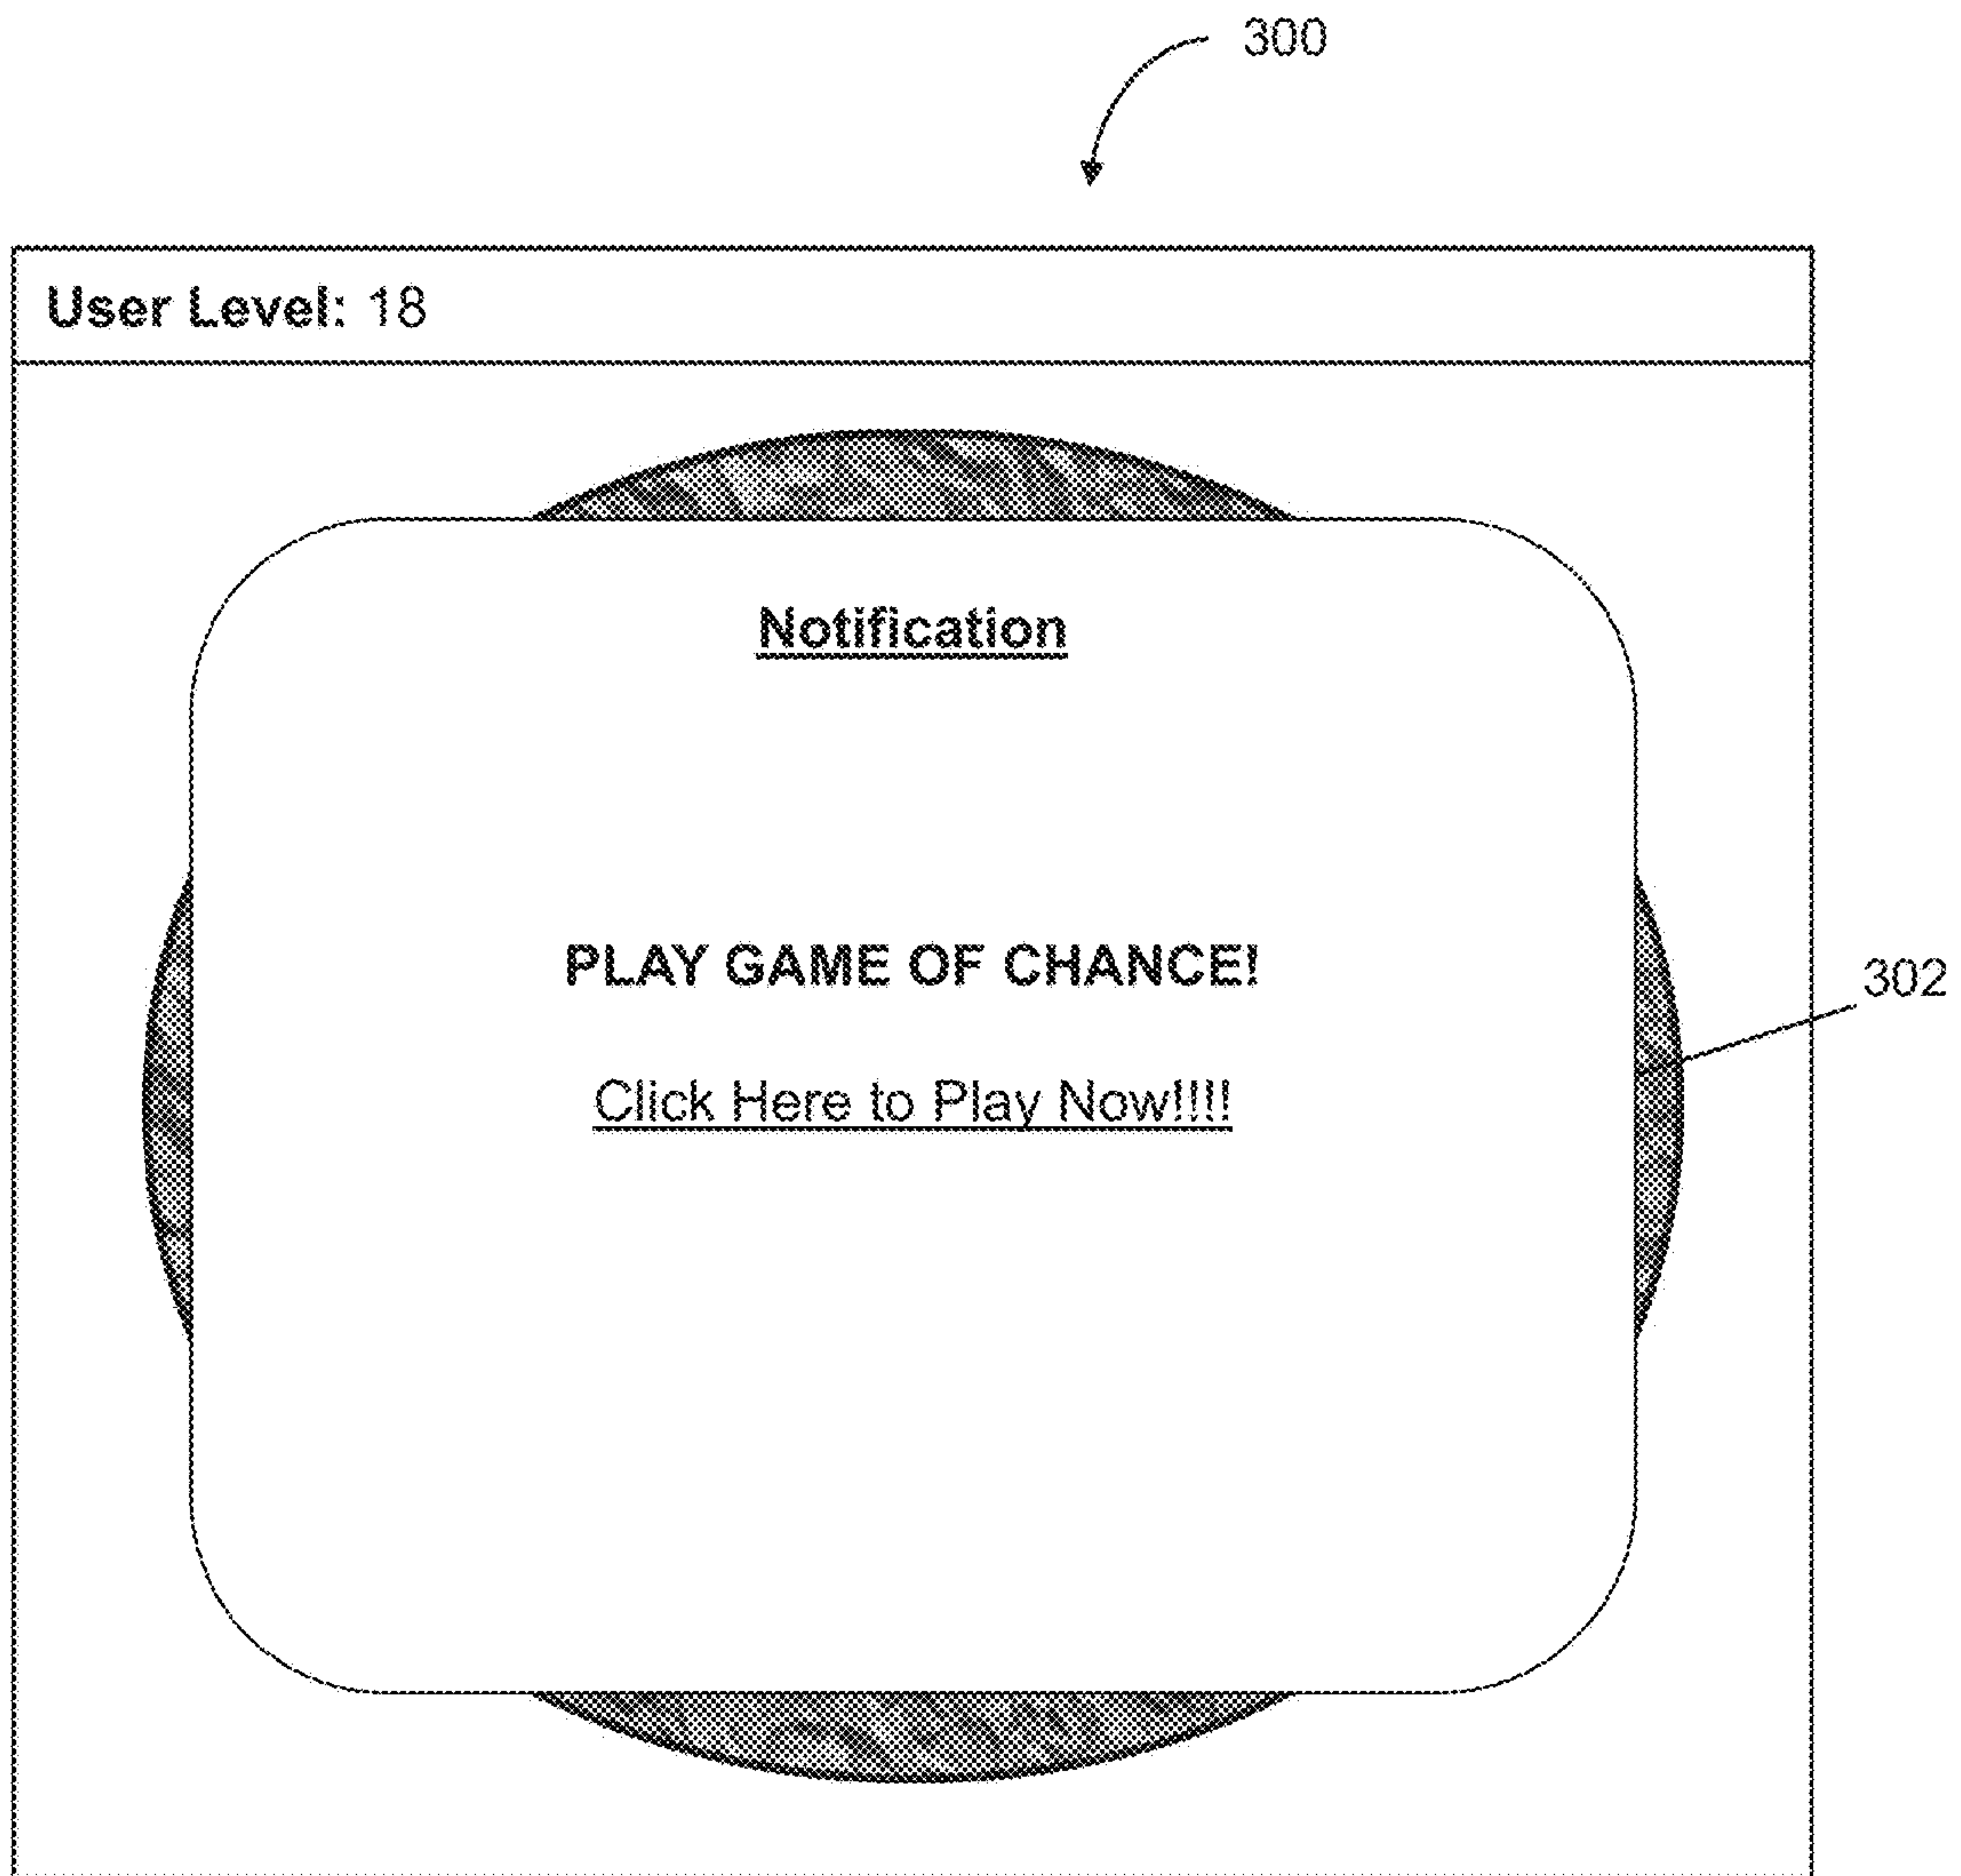 300
User Level: 18
Notification
PLAY GAME OF CHANCE!
302
Click Here to Play Now!!!!